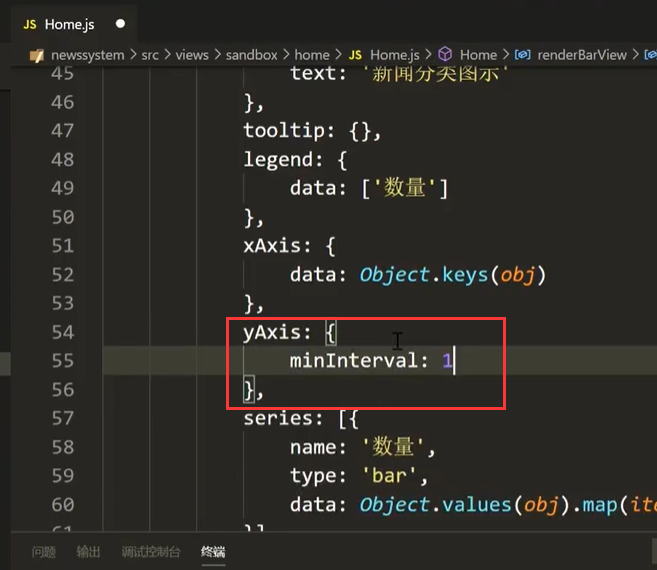 JS Home.js ●
newssystem > src > views > sandbox > home > JS Home.js > Home > renderBarView >
45 text: '新闻分类图示'
46 },
47 tooltip: {},
48 legend: {
49 data: ['数量']
50 },
51 xAxis: {
52 data: Object.keys(obj)
53 },
54 yAxis: {
55 minInterval: 1
56 },
57 series: [{
58 name: '数量',
59 type: 'bar',
60 data: Object.values(obj).map(ite
61 }]
问题 输出 调试控制台 终端